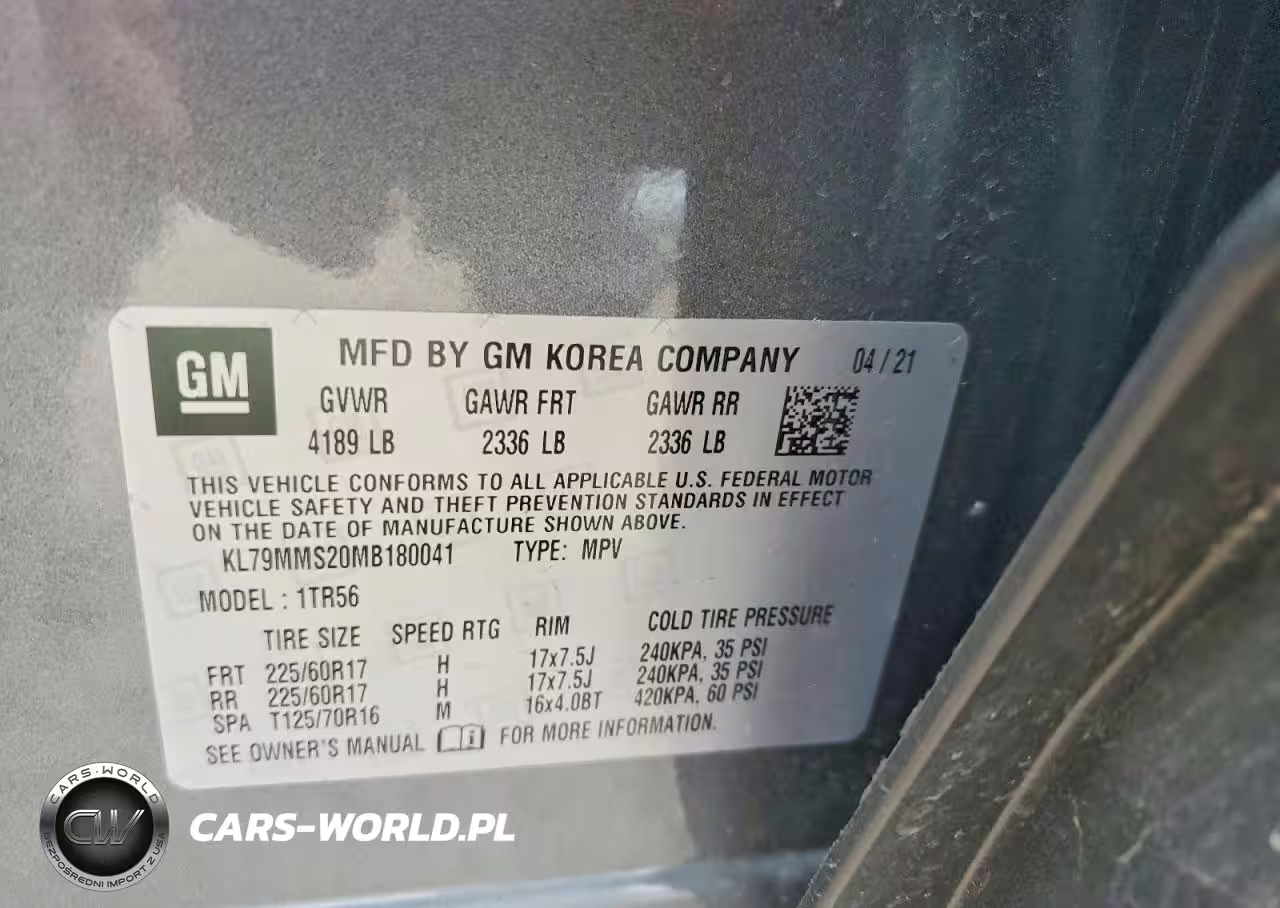 GM
MFD BY GM KOREA COMPANY 04/21
GVWR GAWR FRT GAWR RR
4189 LB 2336 LB 2336 LB
THIS VEHICLE CONFORMS TO ALL APPLICABLE U.S. FEDERAL MOTOR
VEHICLE SAFETY AND THEFT PREVENTION STANDARDS IN EFFECT
ON THE DATE OF MANUFACTURE SHOWN ABOVE.
KL79MMS20MB180041 TYPE: MPV
MODEL : 1TR56
TIRE SIZE SPEED RTG RIM COLD TIRE PRESSURE
FRT 225/60R17 H 17x7.5J 240KPA, 35 PSI
RR 225/60R17 H 17x7.5J 240KPA, 35 PSI
SPA T125/70R16 M 16x4.0BT 420KPA, 60 PSI
SEE OWNER'S MANUAL FOR MORE INFORMATION.
CARS-WORLD
CW
BEZPOŚREDNI IMPORT Z USA
CARS-WORLD.PL